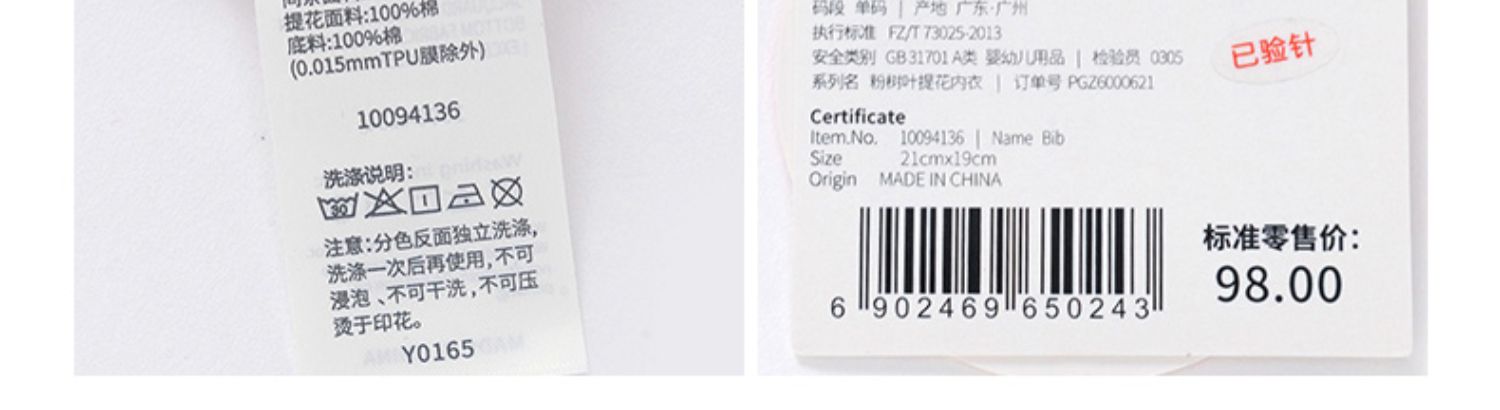 提花面料:100%棉
底料:100%棉
(0.015mmTPU膜除外)
10094136
洗涤说明:
30
注意:分色反面独立洗涤,
洗涤一次后再使用,不可
浸泡、不可干洗,不可压
烫于印花。
Y0165
码段 单码 | 产地 广东·广州
执行标准 FZ/T 73025-2013
安全类别 GB 31701 A类 婴幼儿用品 | 检验员 0305
系列名 粉树叶提花内衣 | 订单号 PGZ6000621
已验针
Certificate
Item.No. 10094136 | Name Bib
Size 21cmx19cm
Origin MADE IN CHINA
6 902469 650243
标准零售价:
98.00